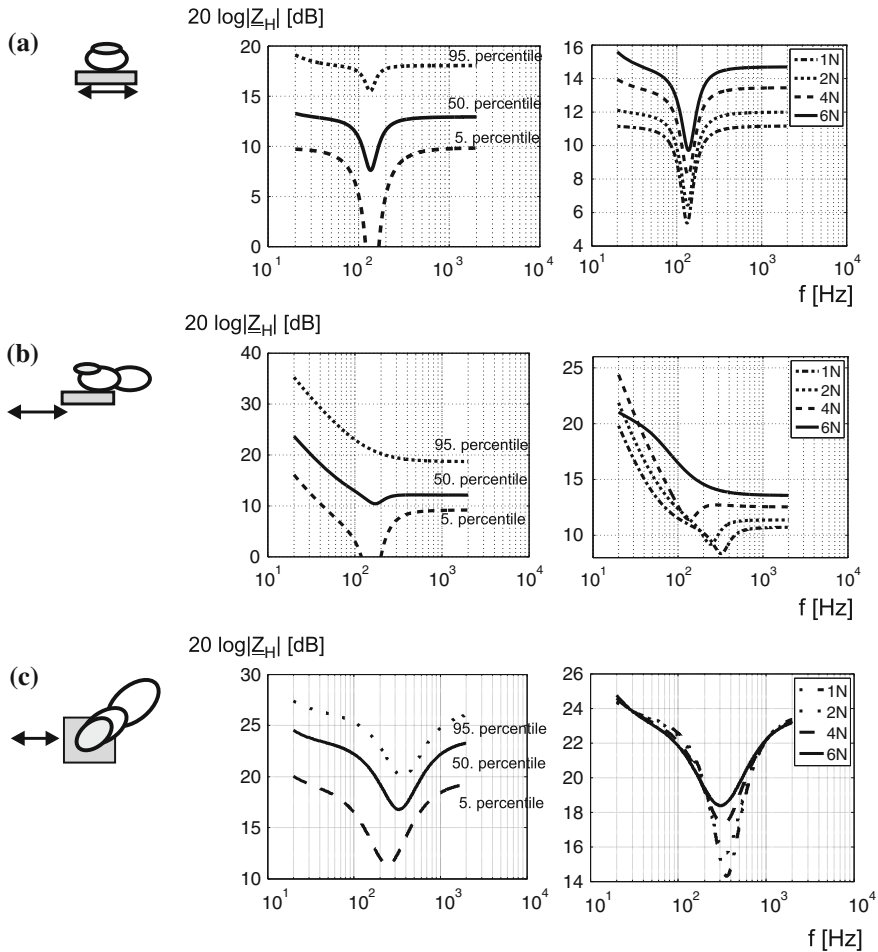 20 log|Z_H| [dB]
(a)
20
15
10
5
0
95. percentile
50. percentile
5. percentile
10^1
10^2
10^3
10^4
16
14
12
10
8
6
4
1N
2N
4N
6N
10^1
10^2
10^3
10^4
f [Hz]
20 log|Z_H| [dB]
(b)
40
30
20
10
0
95. percentile
50. percentile
5. percentile
10^1
10^2
10^3
10^4
25
20
15
10
1N
2N
4N
6N
10^1
10^2
10^3
10^4
f [Hz]
20 log|Z_H| [dB]
(c)
30
25
20
15
10
95. percentile
50. percentile
5. percentile
10^1
10^2
10^3
10^4
26
24
22
20
18
16
14
1N
2N
4N
6N
10^1
10^2
10^3
10^4
f [Hz]